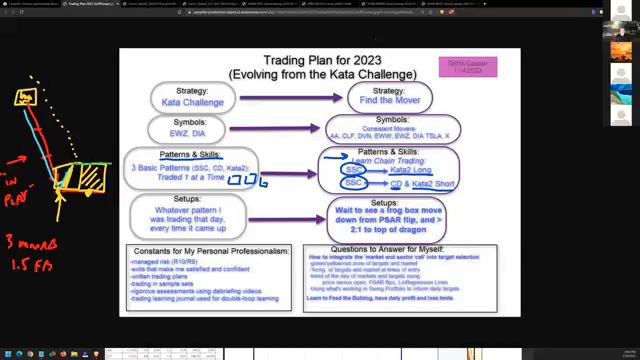 Trading Plan for 2023
(Evolving from the Kata Challenge)
Strategy:
Kata Challenge
Strategy:
Find the Mover
Symbols:
EWZ, DIA
Symbols:
Consistent Movers
AA, CLF, DVN, EWW, EWZ, DIA TSLA, X
Patterns & Skills:
3 Basic Patterns (SSC, CD, Kata2)
Traded 1 at a Time
Patterns & Skills:
Learn Chain Trading:
SSC
Kata2 Long
SSC
CD & Kata2 Short
Setups:
Whatever pattern I
was trading that day,
every time it came up
Setups:
Wait to see a frog box move
down from PSAR flip, and >
2:1 to top of dragon
Constants for My Personal Professionalism
-managed risk
-exits that make me satisfied and confident
-written trading plans
-trading in sample sets
-rigorous assessments using debriefing videos
-trading learning journal used for double-loop learning
Questions to Answer for Myself:
How to integrate the market and sector call into target selection
-green/yellow/red zone of targets and market
of targets and market at times of entry
-trend of the day of markets and targets using
price versus open, PSAR flips, LinRegression Lines
-Using what's working in Swing Portfolio to inform daily targets
Learn to Feed the Bulldog, have daily profit and loss limits
IN
PLAY
1.5 FB